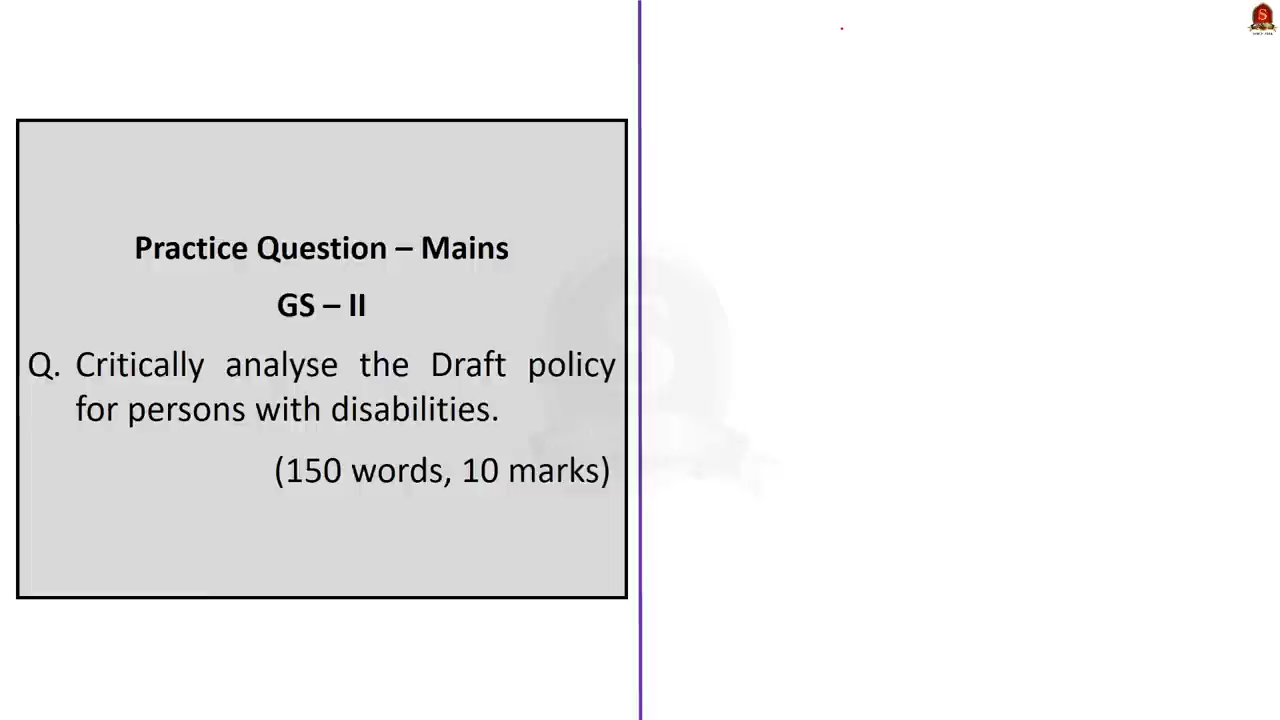 Practice Question – Mains
GS – II
Q. Critically analyse the Draft policy
for persons with disabilities.
(150 words, 10 marks)
S